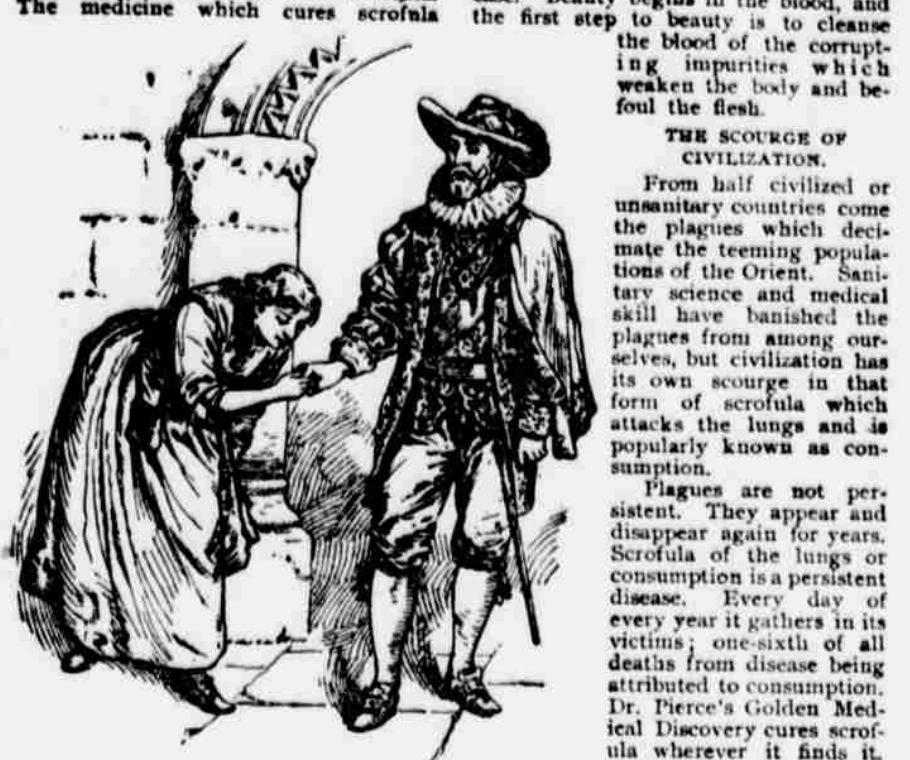 The medicine which cures scrofula
the first step to beauty is to cleanse
the blood of the corrupt-
ing impurities which
weaken the body and be-
foul the flesh.
THE SCOURGE OF
CIVILIZATION.
From half civilized or
unsanitary countries come
the plagues which deci-
mate the teeming popula-
tions of the Orient. Sani-
tary science and medical
skill have banished the
plagues from among our-
selves, but civilization has
its own scourge in that
form of scrofula which
attacks the lungs and is
popularly known as con-
sumption.
Plagues are not per-
sistent. They appear and
disappear again for years.
Scrofula of the lungs or
consumption is a persistent
disease. Every day of
every year it gathers in its
victims; one-sixth of all
deaths from disease being
attributed to consumption.
Dr. Pierce's Golden Med-
ical Discovery cures scrof-
ula wherever it finds it.